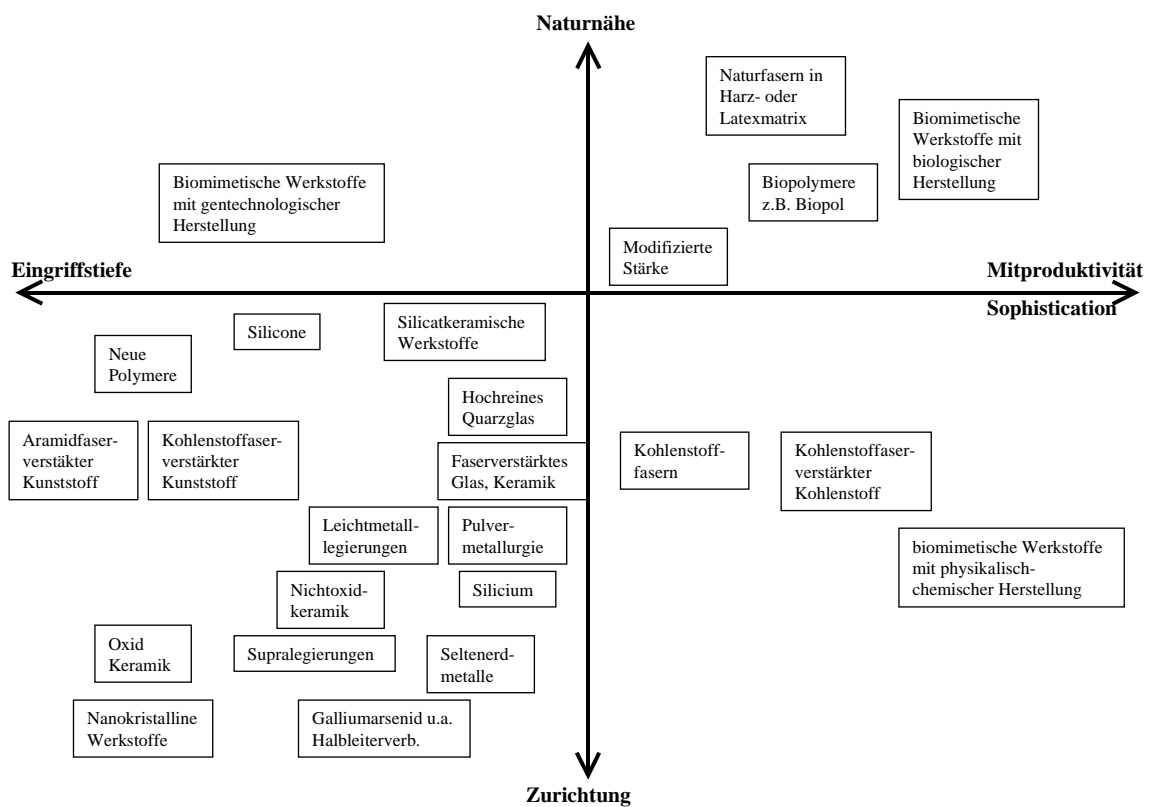 Naturnähe
Naturfasern in
Harz- oder
Latexmatrix
Biomimetische
Werkstoffe mit
biologischer
Herstellung
Biomimetische Werkstoffe
mit gentechnologischer
Herstellung
Biopolymere
z.B. Biopol
Modifizierte
Stärke
Eingriffstiefe
Mitproduktivität
Sophistication
Silicone
Silicatkeramische
Werkstoffe
Neue
Polymere
Hochreines
Quarzglas
Aramidfaser-
verstäkter
Kunststoff
Kohlenstoffaser-
verstärkter
Kunststoff
Faserverstärktes
Glas, Keramik
Kohlenstoff-
fasern
Kohlenstoffaser-
verstärkter
Kohlenstoff
Leichtmetall-
legierungen
Pulver-
metallurgie
biomimetische Werkstoffe
mit physikalisch-
chemischer Herstellung
Nichtoxid-
keramik
Silicium
Oxid
Keramik
Supralegierungen
Seltenerd-
metalle
Nanokristalline
Werkstoffe
Galliumarsenid u.a.
Halbleiterverb.
Zurichtung